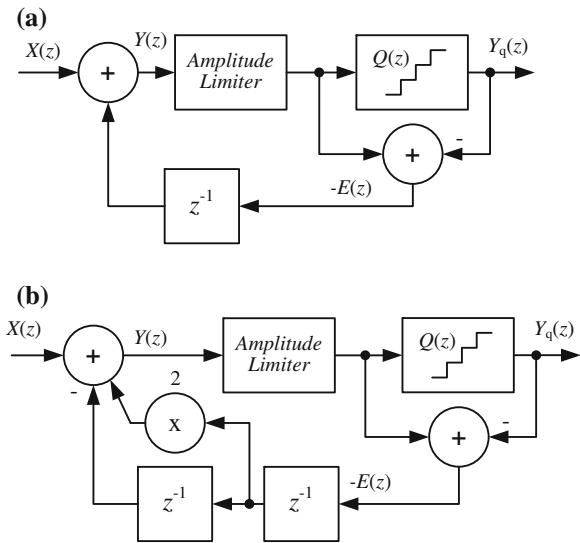 (a)
X(z)
Y(z)
Amplitude
Limiter
Q(z)
Yq(z)
+
+
-
-E(z)
z-1
(b)
X(z)
Y(z)
Amplitude
Limiter
Q(z)
Yq(z)
+
-
2
x
+
-
-E(z)
z-1
z-1